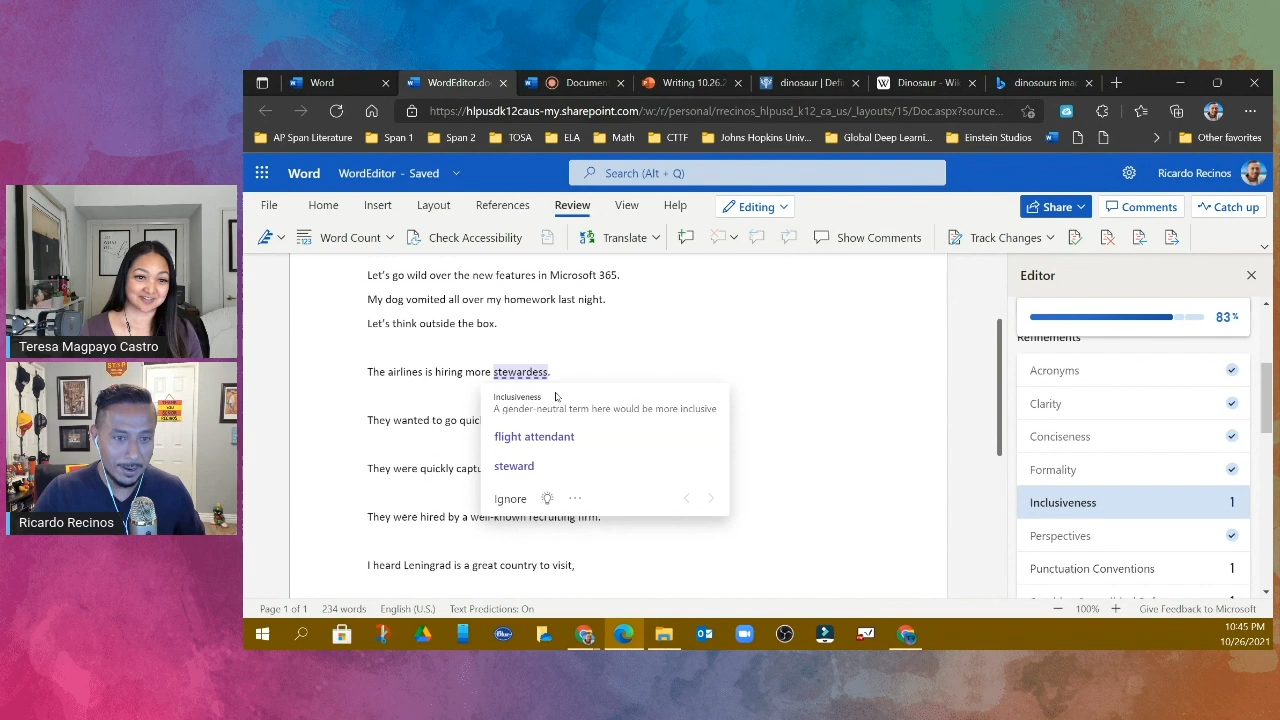 Word
WordEditor.do
Documen
Writing 10.26.2
dinosaur | Defi
Dinosaur - Wik
dinosours ima
https://hlpusdk12caus-my.sharepoint.com/:w:/r/personal/rrecinos_hlpusd_k12_ca_us/_layouts/15/Doc.aspx?source...
AP Span Literature
Span 1
Span 2
TOSA
ELA
Math
CTTF
Johns Hopkins Univ...
Global Deep Learni...
Einstein Studios
Other favorites
Word
WordEditor - Saved
Search (Alt + Q)
Ricardo Recinos
File
Home
Insert
Layout
References
Review
View
Help
Editing
Share
Comments
Catch up
123
Word Count
Check Accessibility
Translate
Show Comments
Track Changes
Let's go wild over the new features in Microsoft 365.
My dog vomited all over my homework last night.
Let's think outside the box.
The airlines is hiring more stewardess.
Inclusiveness
A gender-neutral term here would be more inclusive
flight attendant
steward
Ignore
They wanted to go quic
They were quickly captu
They were hired by a well-known recruiting firm.
I heard Leningrad is a great country to visit,
Editor
83%
Refinements
Acronyms
Clarity
Conciseness
Formality
Inclusiveness 1
Perspectives
Punctuation Conventions 1
Page 1 of 1
234 words
English (U.S.)
Text Predictions: On
100%
Give Feedback to Microsoft
10:45 PM
10/26/2021
Teresa Magpayo Castro
Ricardo Recinos